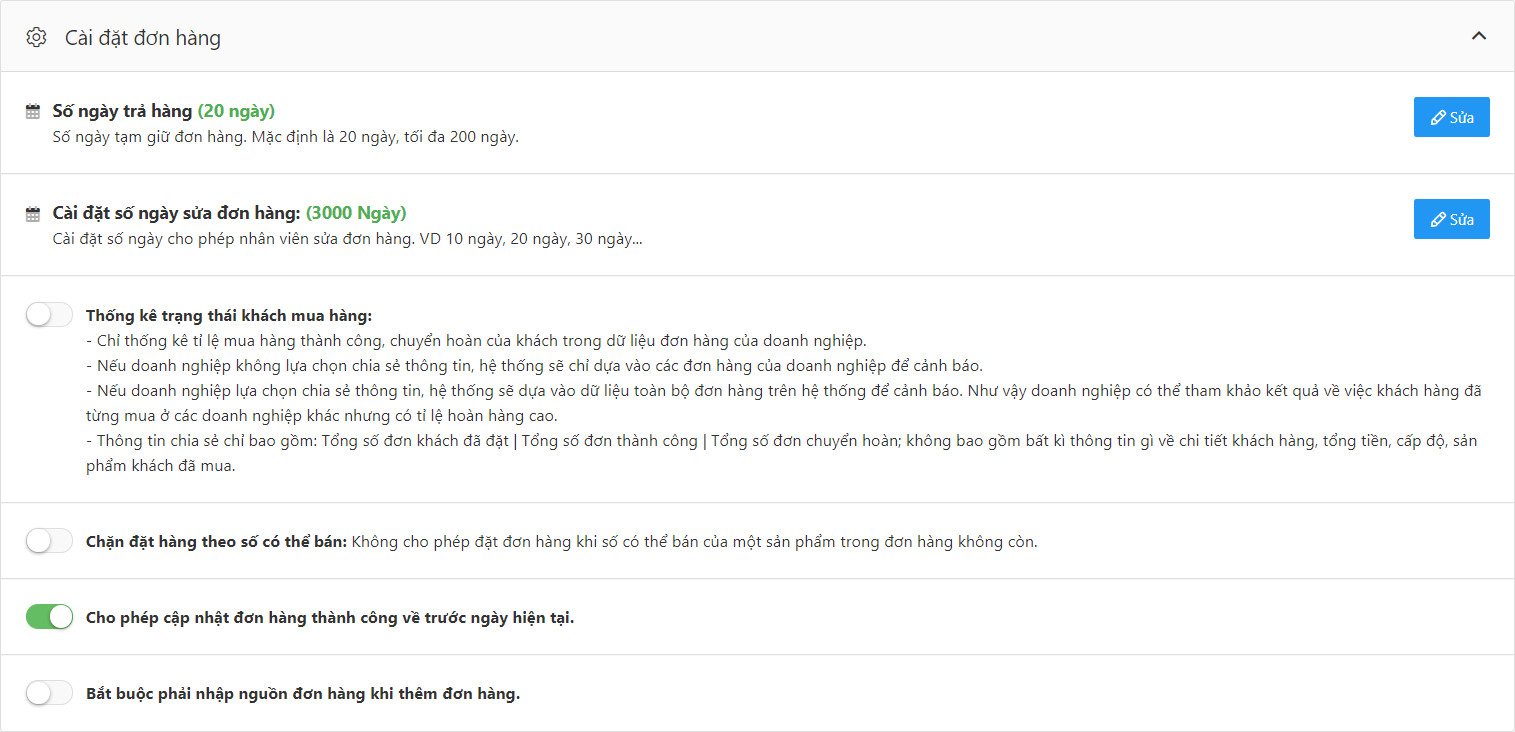 Cài đặt đơn hàng
Số ngày trả hàng (20 ngày)
Số ngày tạm giữ đơn hàng. Mặc định là 20 ngày, tối đa 200 ngày.
Sửa
Cài đặt số ngày sửa đơn hàng: (3000 Ngày)
Cài đặt số ngày cho phép nhân viên sửa đơn hàng. VD 10 ngày, 20 ngày, 30 ngày...
Sửa
Thống kê trạng thái khách mua hàng:
- Chỉ thống kê tỉ lệ mua hàng thành công, chuyển hoàn của khách trong dữ liệu đơn hàng của doanh nghiệp.
- Nếu doanh nghiệp không lựa chọn chia sẻ thông tin, hệ thống sẽ chỉ dựa vào các đơn hàng của doanh nghiệp để cảnh báo.
- Nếu doanh nghiệp lựa chọn chia sẻ thông tin, hệ thống sẽ dựa vào dữ liệu toàn bộ đơn hàng trên hệ thống để cảnh báo. Như vậy doanh nghiệp có thể tham khảo kết quả về việc khách hàng đã
từng mua ở các doanh nghiệp khác nhưng có tỉ lệ hoàn hàng cao.
- Thông tin chia sẻ chỉ bao gồm: Tổng số đơn khách đã đặt | Tổng số đơn thành công | Tổng số đơn chuyển hoàn; không bao gồm bất kì thông tin gì về chi tiết khách hàng, tổng tiền, cấp độ, sản
phẩm khách đã mua.
Chặn đặt hàng theo số có thể bán: Không cho phép đặt đơn hàng khi số có thể bán của một sản phẩm trong đơn hàng không còn.
Cho phép cập nhật đơn hàng thành công về trước ngày hiện tại.
Bắt buộc phải nhập nguồn đơn hàng khi thêm đơn hàng.